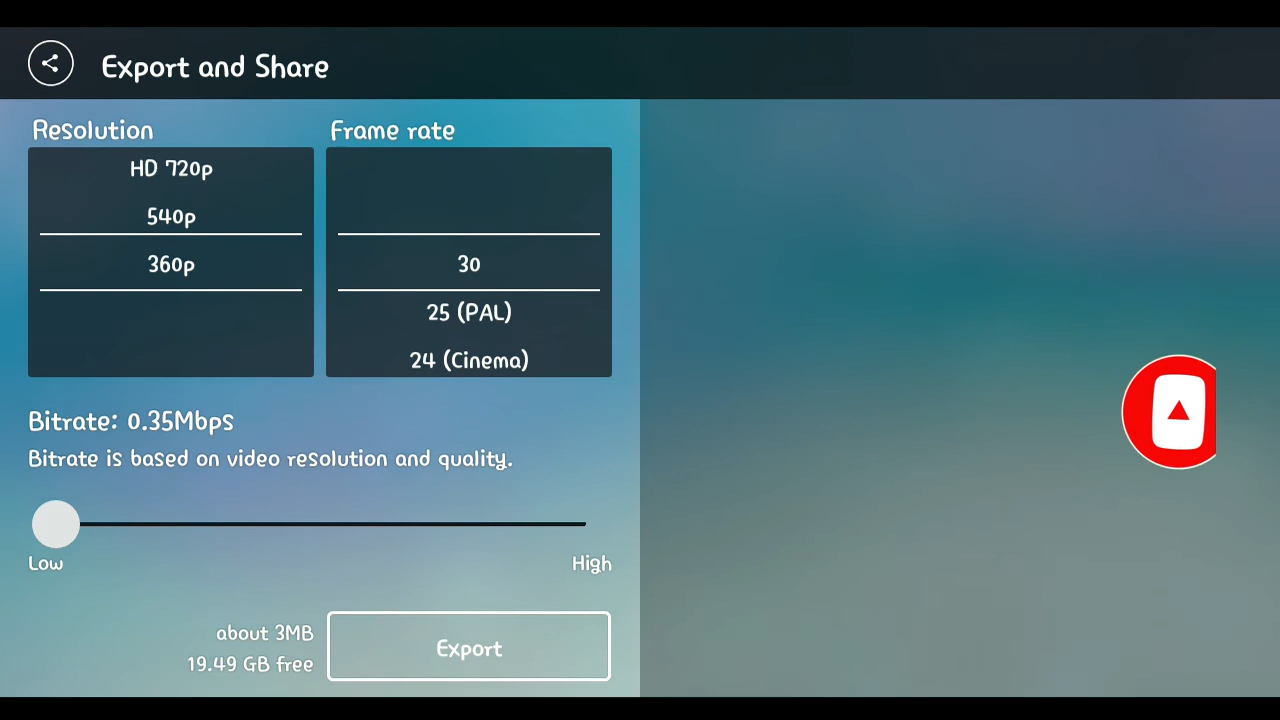 Export and Share
Resolution
Frame rate
HD 720p
540p
360p
30
25 (PAL)
24 (Cinema)
Bitrate: 0.35Mbps
Bitrate is based on video resolution and quality.
Low
High
about 3MB
19.49 GB free
Export